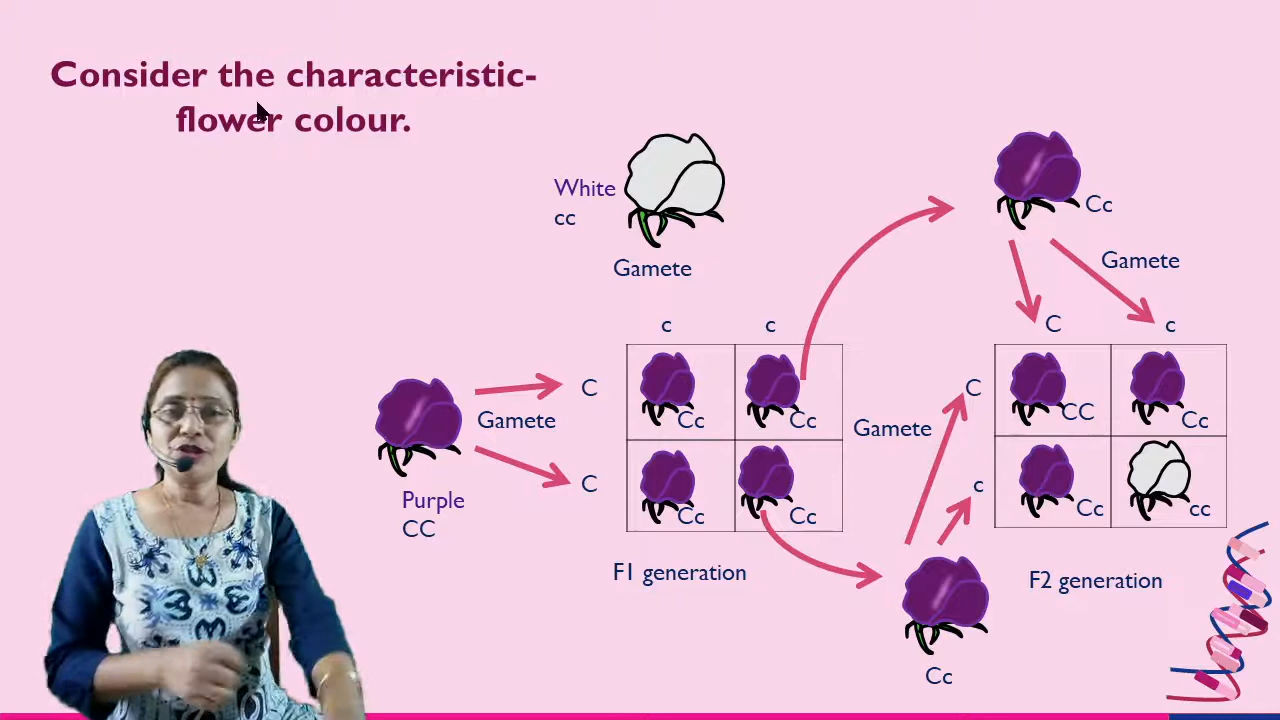 Consider the characteristic-
flower colour.
White
cc
Gamete
Cc
Gamete
c c
C c
C
Gamete
C
Purple
CC
Cc Cc
Cc Cc
F1 generation
Gamete
C
c
CC Cc
Cc cc
F2 generation
Cc